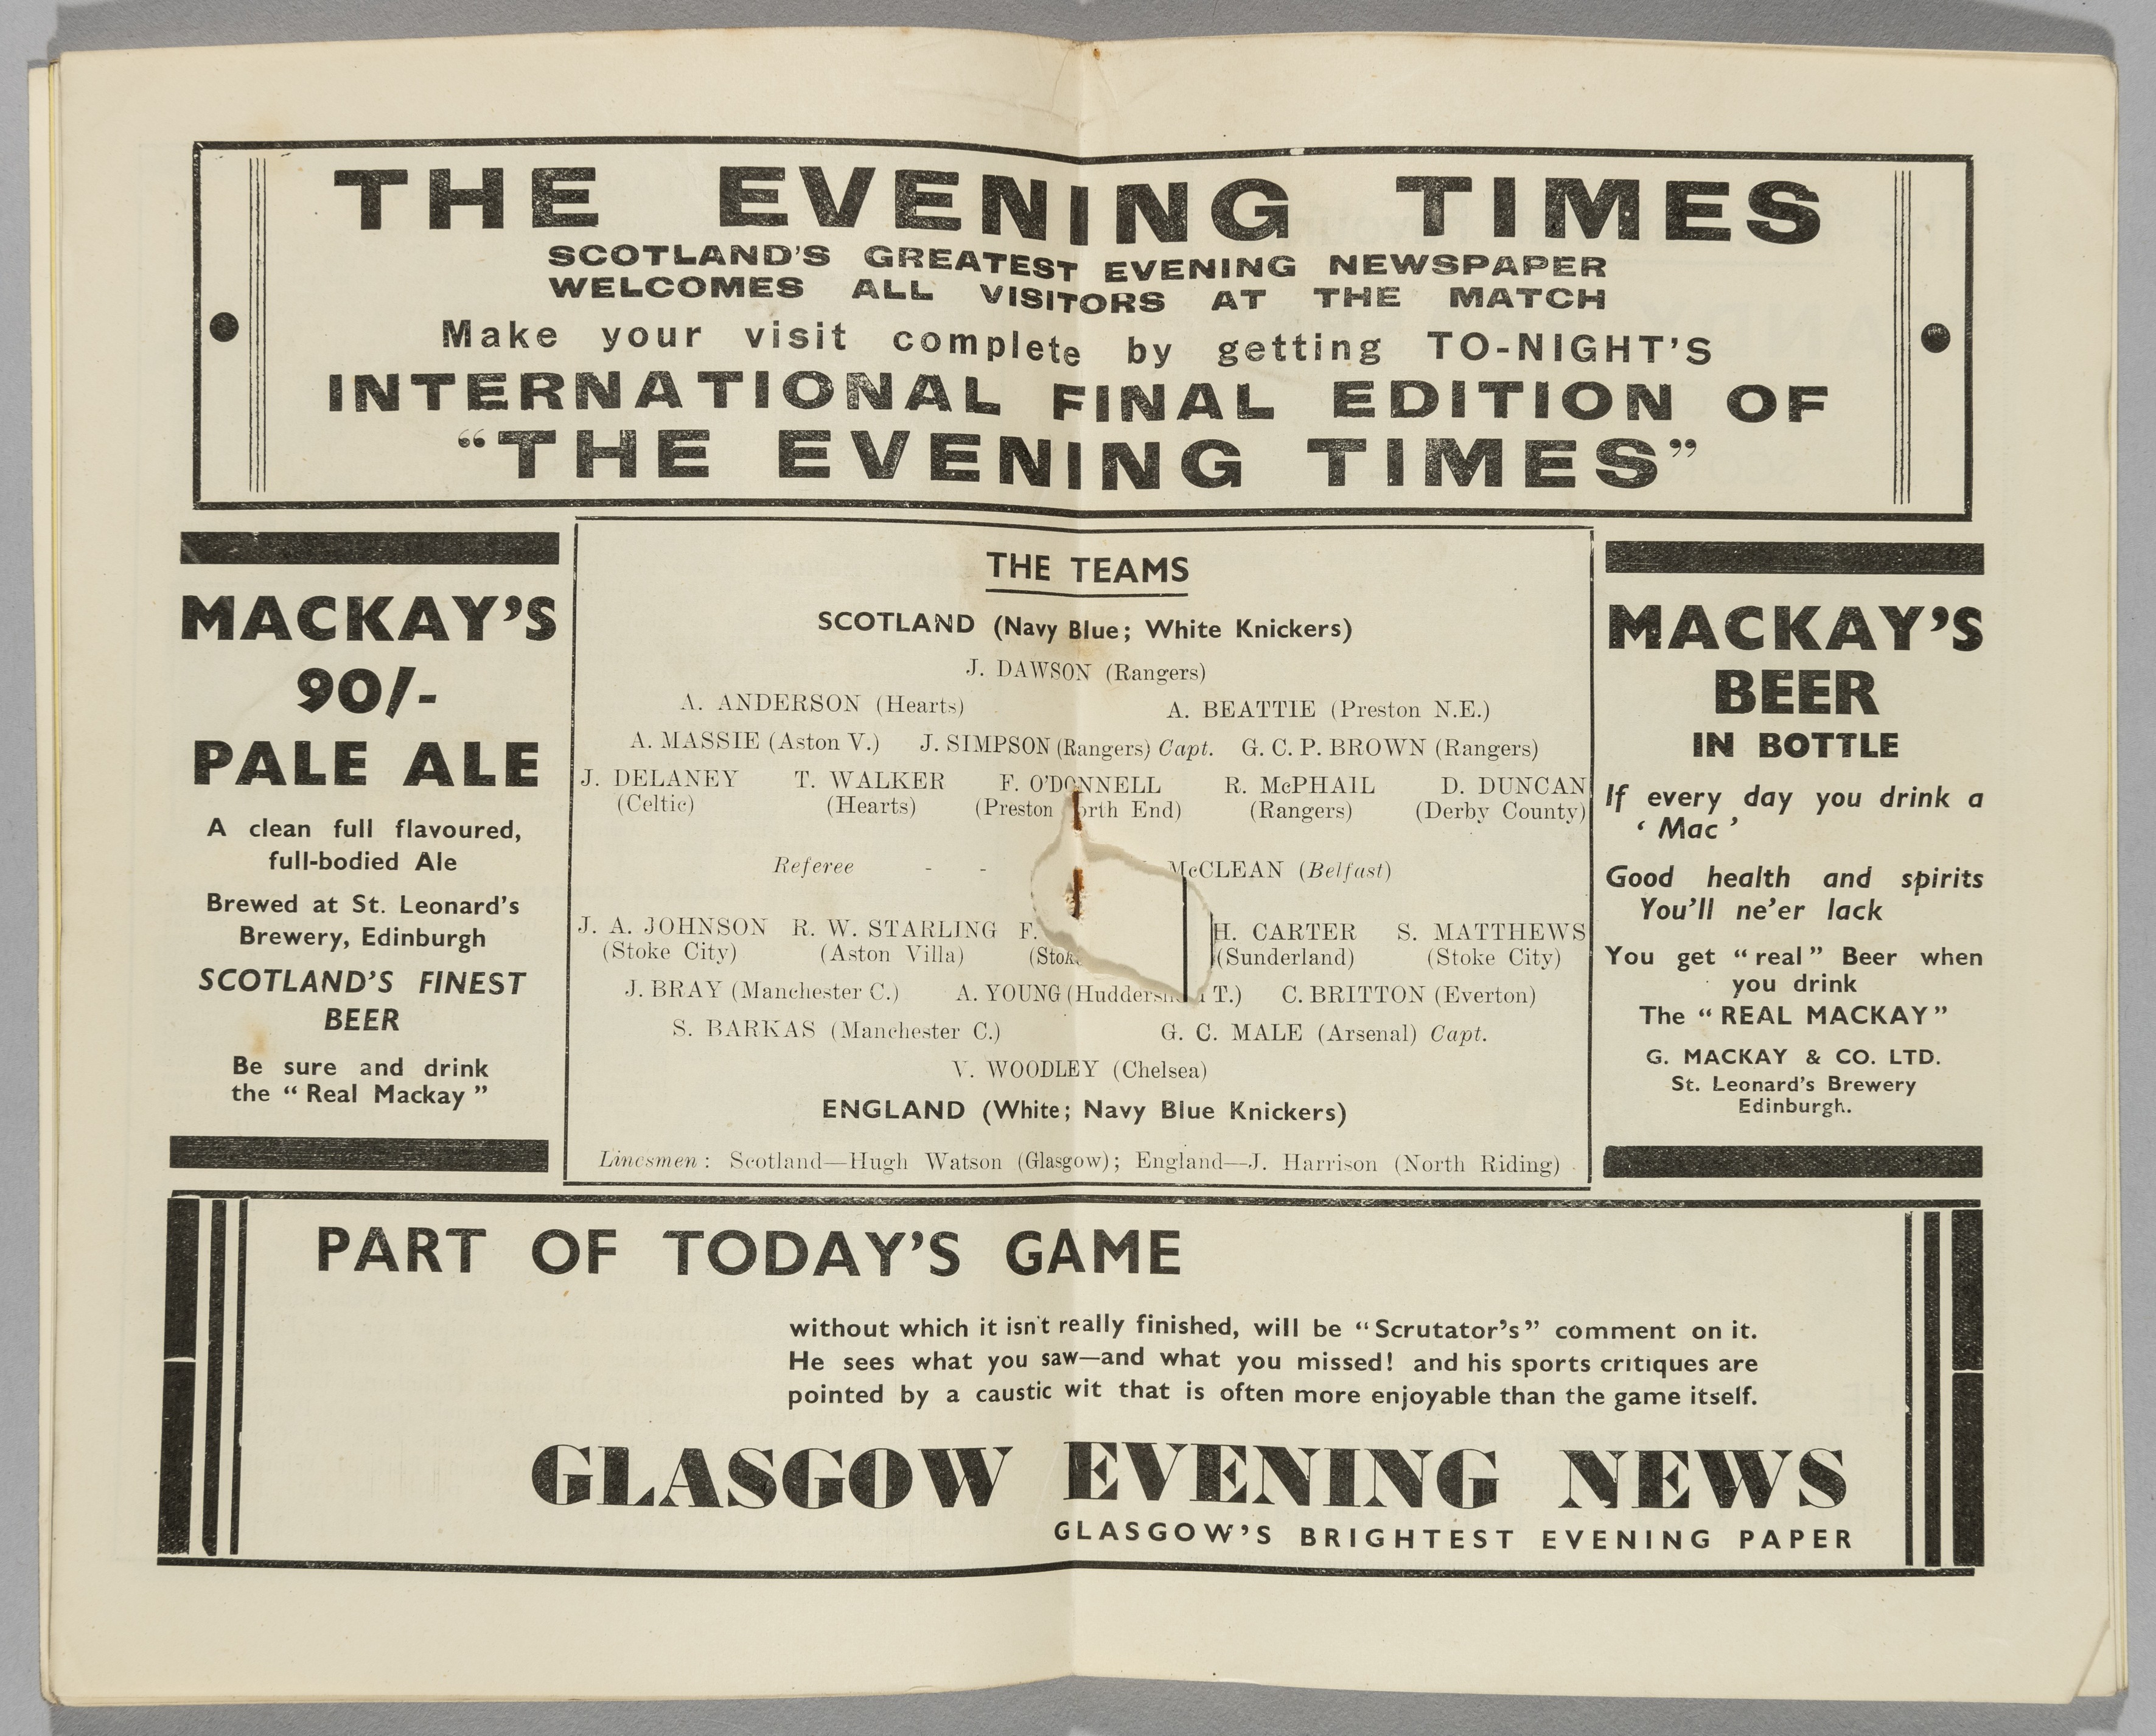 THE EVENING TIMES
SCOTLAND'S GREATEST EVENING NEWSPAPER
WELCOMES ALL VISITORS AT THE MATCH
Make your visit complete by getting TO-NIGHT'S
INTERNATIONAL FINAL EDITION OF
“THE EVENING TIMES”
MACKAY'S
90/-
PALE ALE
A clean full flavoured,
full-bodied Ale
Brewed at St. Leonard's
Brewery, Edinburgh
SCOTLAND'S FINEST
BEER
Be sure and drink
the “Real Mackay”
THE TEAMS
SCOTLAND (Navy Blue; White Knickers)
J. DAWSON (Rangers)
A. ANDERSON (Hearts) A. BEATTIE (Preston N.E.)
A. MASSIE (Aston V.) J. SIMPSON (Rangers) Capt. G. C. P. BROWN (Rangers)
J. DELANEY T. WALKER F. O'DONNELL R. McPHAIL D. DUNCAN
(Celtic) (Hearts) (Preston orth End) (Rangers) (Derby County)
Referee - - McCLEAN (Belfast)
J. A. JOHNSON R. W. STARLING F. H. CARTER S. MATTHEWS
(Stoke City) (Aston Villa) (Stoke (Sunderland) (Stoke City)
J. BRAY (Manchester C.) A. YOUNG (Huddersfi T.) C. BRITTON (Everton)
S. BARKAS (Manchester C.) G. C. MALE (Arsenal) Capt.
V. WOODLEY (Chelsea)
ENGLAND (White; Navy Blue Knickers)
Linesmen: Scotland—Hugh Watson (Glasgow); England—J. Harrison (North Riding)
MACKAY'S
BEER
IN BOTTLE
If every day you drink a
‘Mac’
Good health and spirits
You'll ne'er lack
You get “real” Beer when
you drink
The “REAL MACKAY”
G. MACKAY & CO. LTD.
St. Leonard's Brewery
Edinburgh.
PART OF TODAY'S GAME
without which it isn't really finished, will be “Scrutator's” comment on it.
He sees what you saw—and what you missed! and his sports critiques are
pointed by a caustic wit that is often more enjoyable than the game itself.
GLASGOW EVENING NEWS
GLASGOW'S BRIGHTEST EVENING PAPER